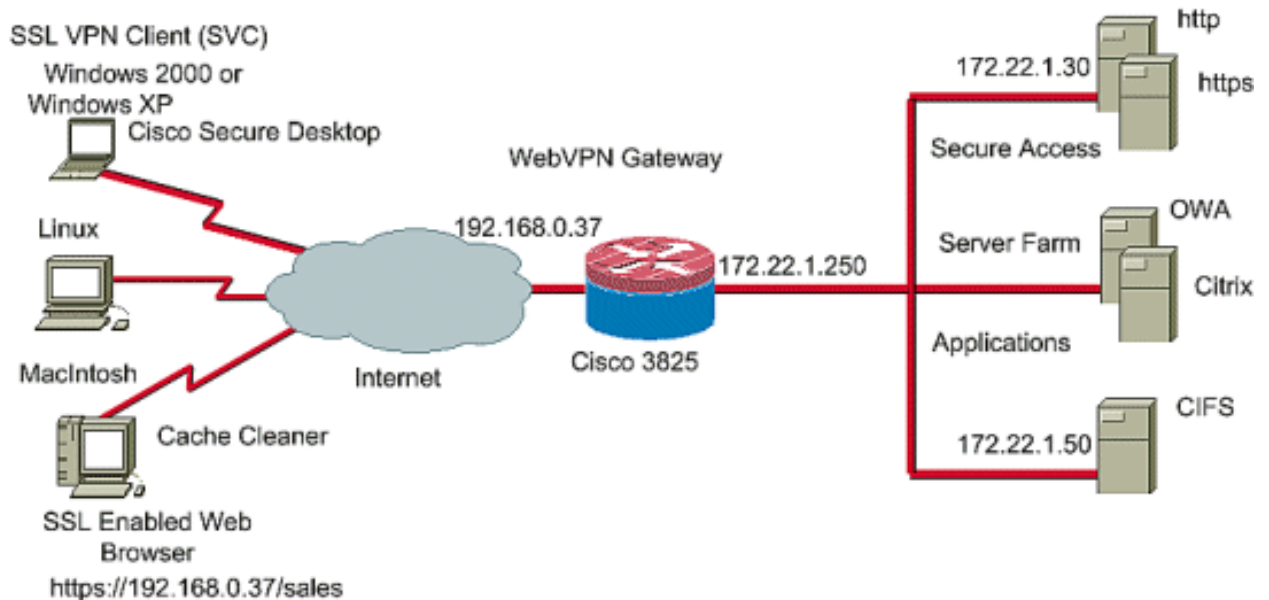 SSL VPN Client (SVC)
Windows 2000 or
Windows XP
Cisco Secure Desktop
Linux
MacIntosh
Cache Cleaner
SSL Enabled Web
Browser
https://192.168.0.37/sales
Internet
WebVPN Gateway
192.168.0.37
172.22.1.250
Cisco 3825
http
172.22.1.30
https
Secure Access
OWA
Server Farm
Citrix
Applications
CIFS
172.22.1.50